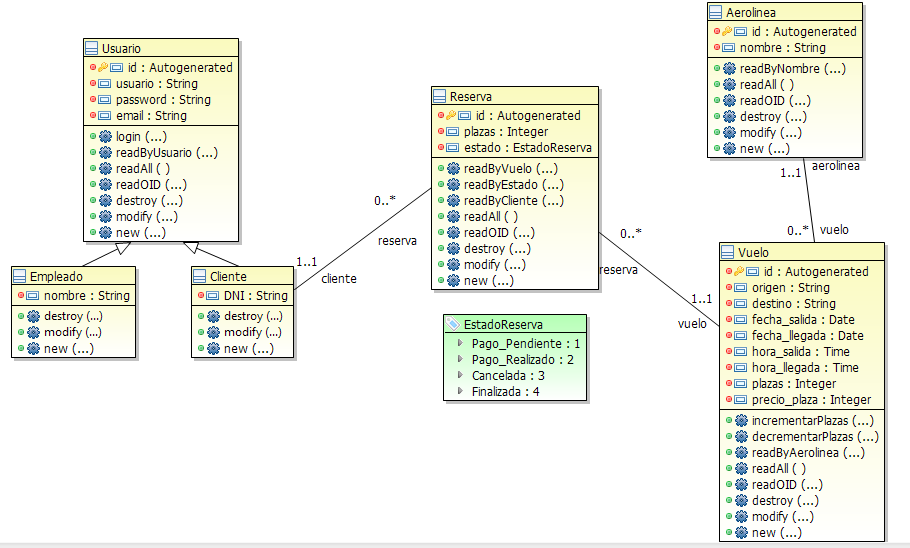 Usuario
id : Autogenerated
usuario : String
password : String
email : String
login (...)
readByUsuario (...)
readAll ( )
readOID (...)
destroy (...)
modify (...)
new (...)
Empleado
nombre : String
destroy (...)
modify (...)
new (...)
Cliente
DNI : String
destroy (...)
modify (...)
new (...)
1..1
cliente
0..*
reserva
Reserva
id : Autogenerated
plazas : Integer
estado : EstadoReserva
readByVuelo (...)
readByEstado (...)
readByCliente (...)
readAll ( )
readOID (...)
destroy (...)
modify (...)
new (...)
EstadoReserva
Pago_Pendiente : 1
Pago_Realizado : 2
Cancelada : 3
Finalizada : 4
0..*
reserva
1..1
vuelo
Aerolinea
id : Autogenerated
nombre : String
readByNombre (...)
readAll ( )
readOID (...)
destroy (...)
modify (...)
new (...)
aerolinea
1..1
0..*
vuelo
Vuelo
id : Autogenerated
origen : String
destino : String
fecha_salida : Date
fecha_llegada : Date
hora_salida : Time
hora_llegada : Time
plazas : Integer
precio_plaza : Integer
incrementarPlazas (...)
decrementarPlazas (...)
readByAerolinea (...)
readAll ( )
readOID (...)
destroy (...)
modify (...)
new (...)